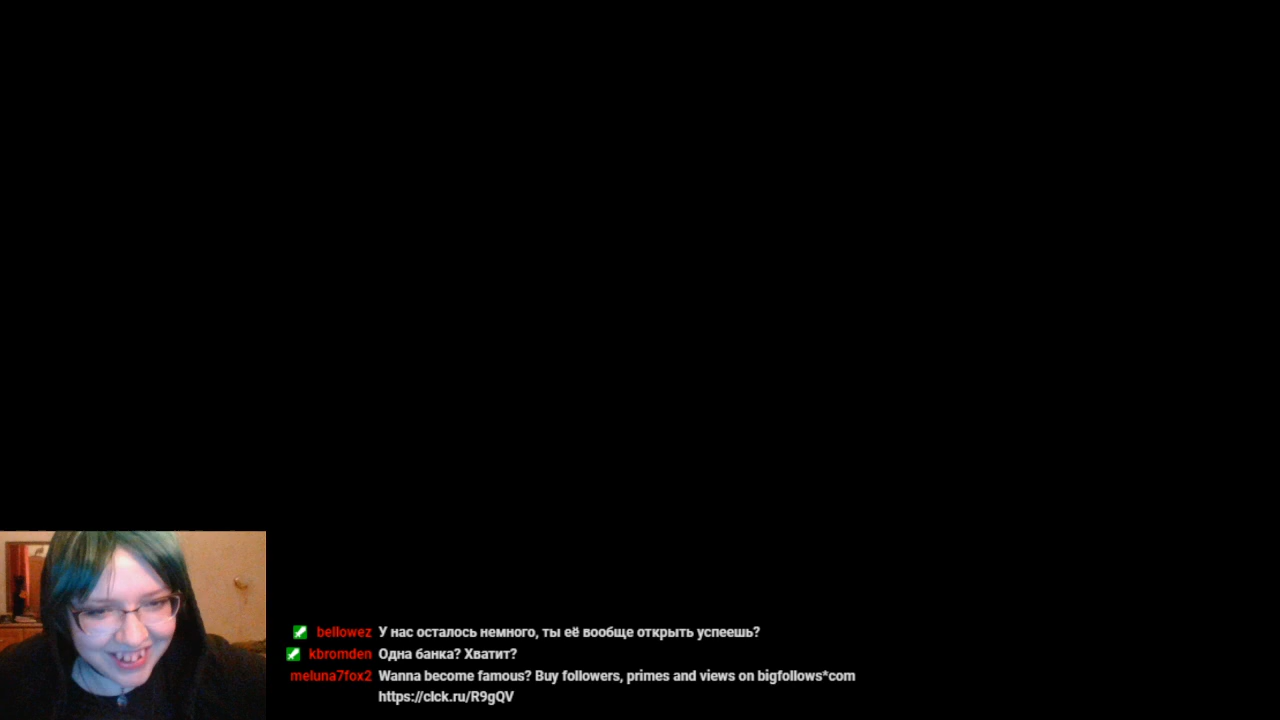 bellowez У нас осталось немного, ты её вообще открыть успеешь?
kbromden Одна банка? Хватит?
meluna7fox2 Wanna become famous? Buy followers, primes and views on bigfollows*com
https://clck.ru/R9gQV